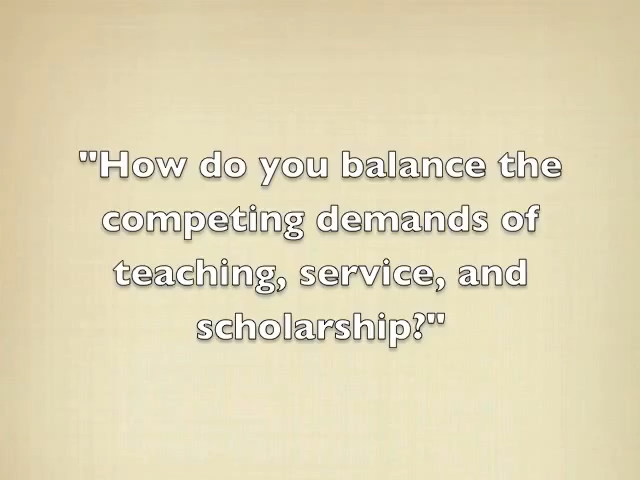 "How do you balance the
competing demands of
teaching, service, and
scholarship?"